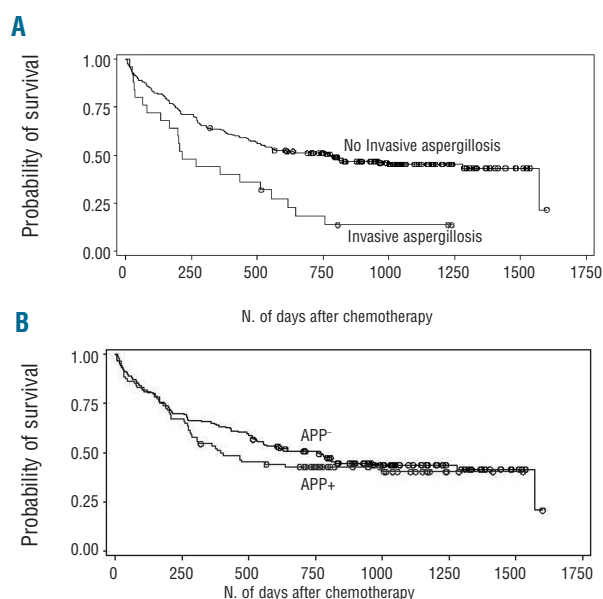 A
Probability of survival
1.00
0.75
0.50
0.25
0.00
No Invasive aspergillosis
Invasive aspergillosis
0 250 500 750 1000 1250 1500 1750
N. of days after chemotherapy
B
Probability of survival
1.00
0.75
0.50
0.25
0.00
APP-
APP+
0 250 500 750 1000 1250 1500 1750
N. of days after chemotherapy